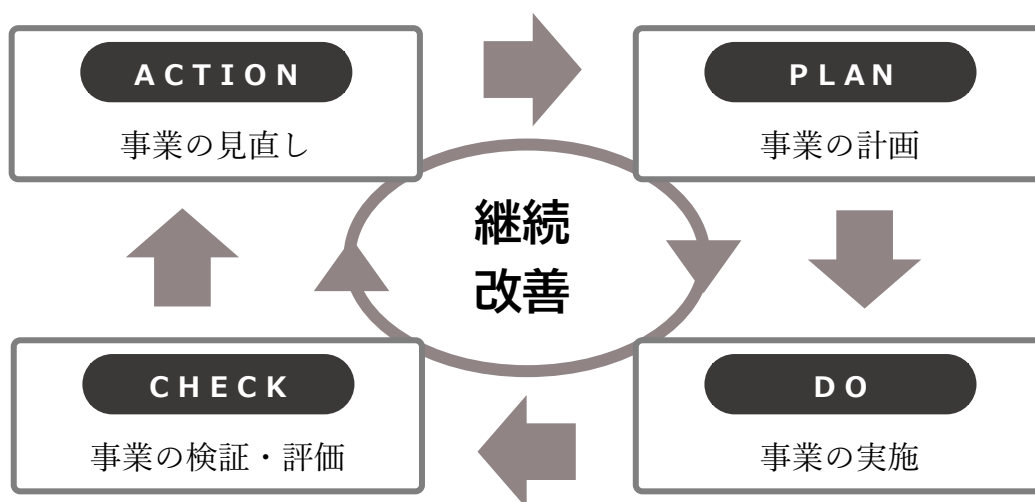 ACTION
事業の見直し
PLAN
事業の計画
継続
改善
CHECK
事業の検証・評価
DO
事業の実施